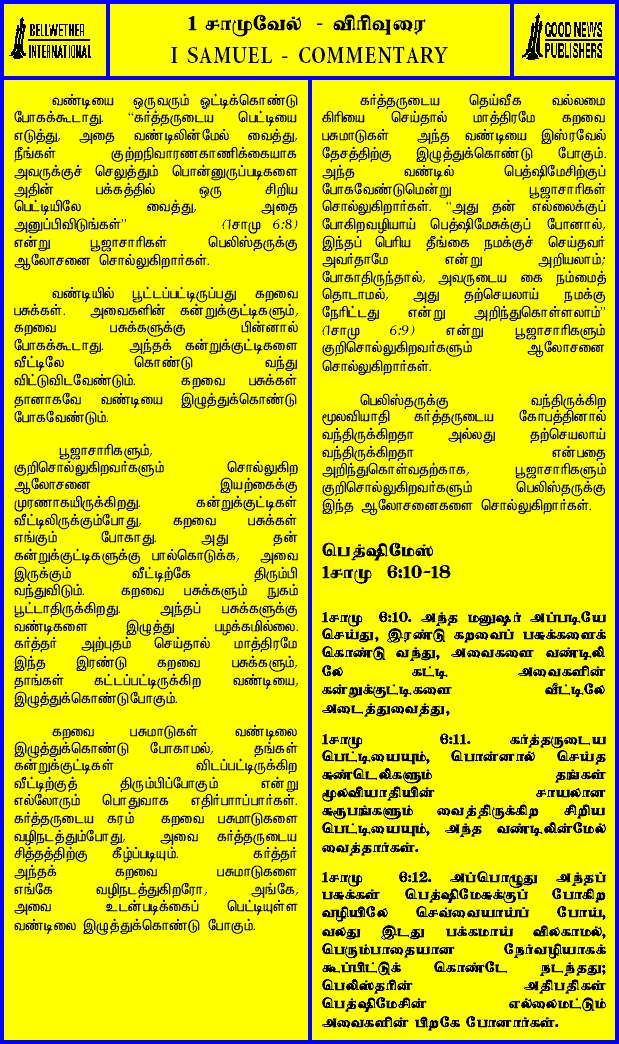 BELLWETHER
INTERNATIONAL
1 சாமுவேல் - விரிவுரை
I SAMUEL - COMMENTARY
GOOD NEWS
PUBLISHERS
வண்டியை ஒருவரும் ஓட்டிக்கொண்டு
போகக்கூடாது. “கர்த்தருடைய பெட்டியை
எடுத்து, அதை வண்டிலின்மேல் வைத்து,
நீங்கள் குற்றநிவாரணகாணிக்கையாக
அவருக்குச் செலுத்தும் பொன்னுருப்படிகளை
அதின் பக்கத்தில் ஒரு சிறிய
பெட்டியிலே வைத்து, அதை
அனுப்பிவிடுங்கள்” (1சாமு 6:8)
என்று பூஜாசாரிகள் பெலிஸ்தருக்கு
ஆலோசனை சொல்லுகிறார்கள்.
வண்டியில் பூட்டப்பட்டிருப்பது கறவை
பசுக்கள். அவைகளின் கன்றுக்குட்டிகளும்,
கறவை பசுக்களுக்கு பின்னால்
போகக்கூடாது. அந்தக் கன்றுக்குட்டிகளை
வீட்டிலே கொண்டு வந்து
விட்டுவிடவேண்டும். கறவை பசுக்கள்
தானாகவே வண்டியை இழுத்துக்கொண்டு
போகவேண்டும்.
பூஜாசாரிகளும்,
குறிசொல்லுகிறவர்களும் சொல்லுகிற
ஆலோசனை இயற்கைக்கு
முரணாகயிருக்கிறது. கன்றுக்குட்டிகள்
வீட்டிலிருக்கும்போது, கறவை பசுக்கள்
எங்கும் போகாது. அது தன்
கன்றுக்குட்டிகளுக்கு பால்கொடுக்க, அவை
இருக்கும் வீட்டிற்கே திரும்பி
வந்துவிடும். கறவை பசுக்களும் நுகம்
பூட்டாதிருக்கிறது. அந்தப் பசுக்களுக்கு
வண்டிகளை இழுத்து பழக்கமில்லை.
கர்த்தர் அற்புதம் செய்தால் மாத்திரமே
இந்த இரண்டு கறவை பசுக்களும்,
தாங்கள் கட்டப்பட்டிருக்கிற வண்டியை,
இழுத்துக்கொண்டுபோகும்.
கறவை பசுமாடுகள் வண்டிலை
இழுத்துக்கொண்டு போகாமல், தங்கள்
கன்றுக்குட்டிகள் விடப்பட்டிருக்கிற
வீட்டிற்குத் திரும்பிப்போகும் என்று
எல்லோரும் பொதுவாக எதிர்பார்ப்பார்கள்.
கர்த்தருடைய கரம் கறவை பசுமாடுகளை
வழிநடத்தும்போது, அவை கர்த்தருடைய
சித்தத்திற்கு கீழ்ப்படியும். கர்த்தர்
அந்தக் கறவை பசுமாடுகளை
எங்கே வழிநடத்துகிறரோ, அங்கே,
அவை உடன்படிக்கைப் பெட்டியுள்ள
வண்டிலை இழுத்துக்கொண்டு போகும்.
கர்த்தருடைய தெய்வீக வல்லமை
கிரியை செய்தால் மாத்திரமே கறவை
பசுமாடுகள் அந்த வண்டியை இஸ்ரவேல்
தேசத்திற்கு இழுத்துக்கொண்டு போகும்.
அந்த வண்டில் பெத்ஷிமேசிற்குப்
போகவேண்டுமென்று பூஜாசாரிகள்
சொல்லுகிறார்கள். “அது தன் எல்லைக்குப்
போகிறவழியாய் பெத்ஷிமேசுக்குப் போனால்,
இந்தப் பெரிய தீங்கை நமக்குச் செய்தவர்
அவர்தாமே என்று அறியலாம்;
போகாதிருந்தால், அவருடைய கை நம்மைத்
தொடாமல், அது தற்செயலாய் நமக்கு
நேரிட்டது என்று அறிந்துகொள்ளலாம்”
(1சாமு 6:9) என்று பூஜாசாரிகளும்
குறிசொல்லுகிறவர்களும் ஆலோசனை
சொல்லுகிறார்கள்.
பெலிஸ்தருக்கு வந்திருக்கிற
மூலவியாதி கர்த்தருடைய கோபத்தினால்
வந்திருக்கிறதா அல்லது தற்செயலாய்
வந்திருக்கிறதா என்பதை
அறிந்துகொள்வதற்காக, பூஜாசாரிகளும்
குறிசொல்லுகிறவர்களும் பெலிஸ்தருக்கு
இந்த ஆலோசனைகளை சொல்லுகிறார்கள்.
பெத்ஷிமேஸ்
1சாமு 6:10-18
1சாமு 6:10. அந்த மனுஷர் அப்படியே
செய்து, இரண்டு கறவைப் பசுக்களைக்
கொண்டு வந்து, அவைகளை வண்டிலி
லே கட்டி அவைகளின்
கன்றுக்குட்டிகளை வீட்டிலே
அடைத்துவைத்து,
1சாமு 6:11. கர்த்தருடைய
பெட்டியையும், பொன்னால் செய்த
சுண்டெலிகளும் தங்கள்
மூலவியாதியின் சாயலான
சுரூபங்களும் வைத்திருக்கிற சிறிய
பெட்டியையும், அந்த வண்டிலின்மேல்
வைத்தார்கள்.
1சாமு 6:12. அப்பொழுது அந்தப்
பசுக்கள் பெத்ஷிமேசுக்குப் போகிற
வழியிலே செவ்வையாய்ப் போய்,
வலது இடது பக்கமாய் விலகாமல்,
பெரும்பாதையான நேர்வழியாகக்
கூப்பிட்டுக் கொண்டே நடந்தது;
பெலிஸ்தரின் அதிபதிகள்
பெத்ஷிமேசின் எல்லைமட்டும்
அவைகளின் பிறகே போனார்கள்.